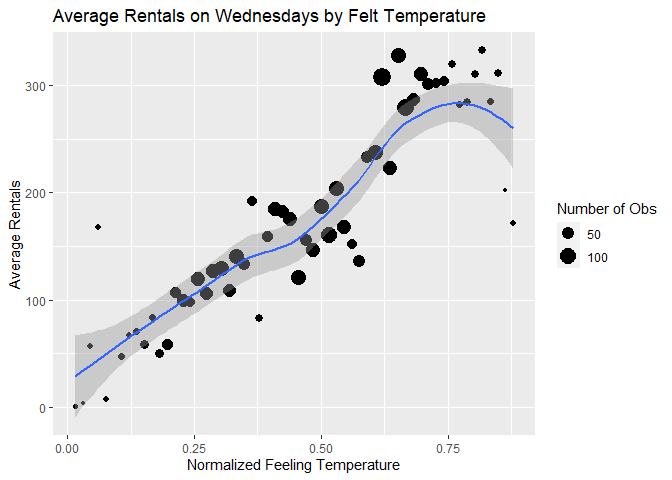 Average Rentals on Wednesdays by Felt Temperature
300
200
100
0
Average Rentals
0.00 0.25 0.50 0.75
Normalized Feeling Temperature
Number of Obs
50
100